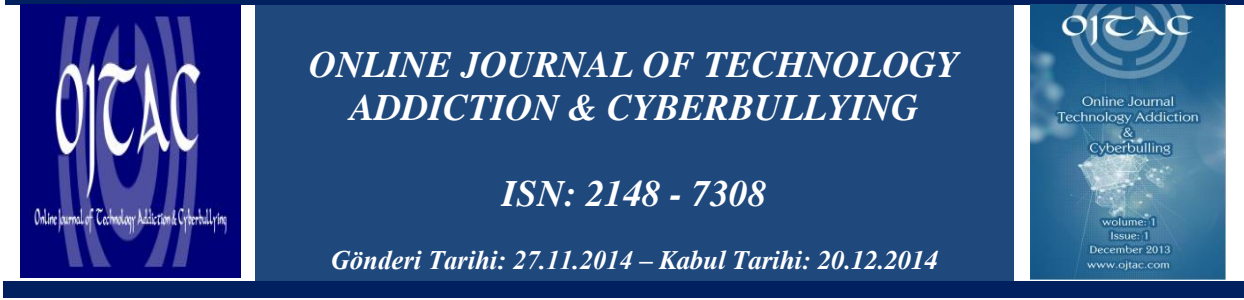 OJTAC
Online Journal of Technology Addiction & Cyberbullying
ONLINE JOURNAL OF TECHNOLOGY
ADDICTION & CYBERBULLYING
ISN: 2148 - 7308
Gönderi Tarihi: 27.11.2014 – Kabul Tarihi: 20.12.2014
OJTAC
Online Journal
Technology Addiction
&
Cyberbulling
wolume: 1
Issue: 1
December 2013
www.ojtac.com